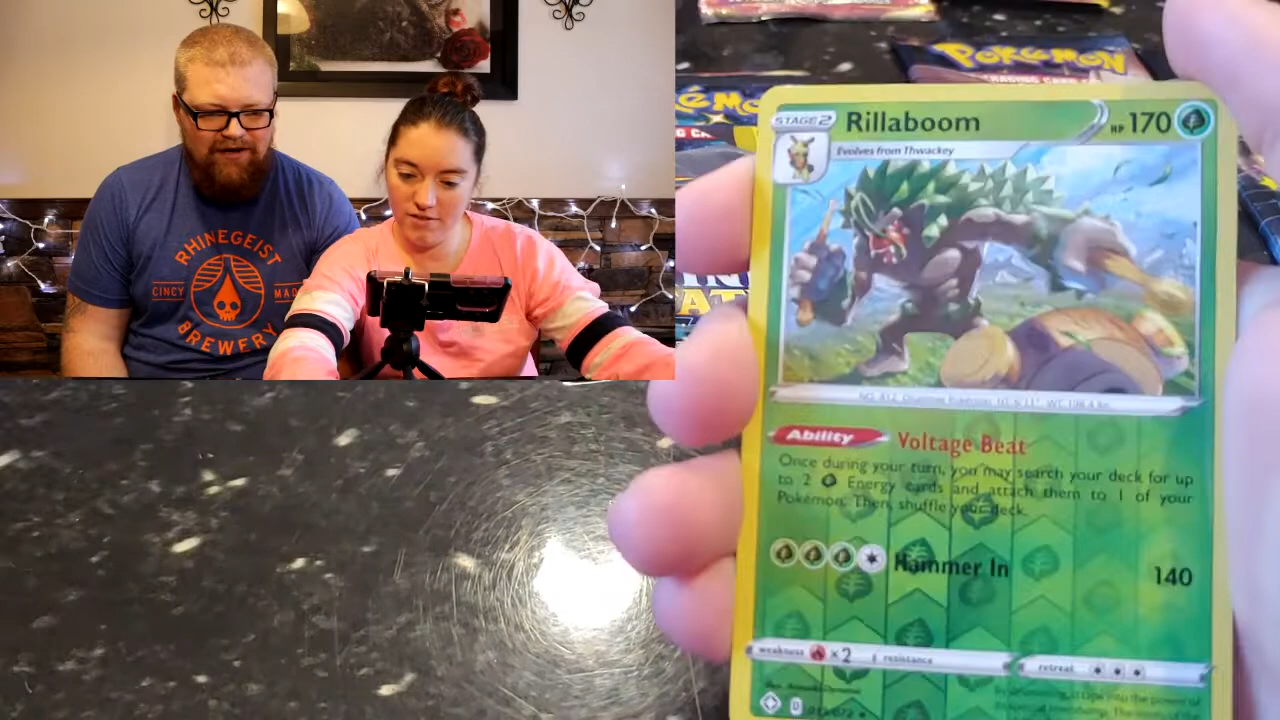 RHINEGEIST
CINCY MAD
BREWERY
POKÉMON
STAGE 2
Rillaboom
HP 170
Evolves from Thwackey
Ability Voltage Beat
Once during your turn, you may search your deck for up
to 2 Energy cards and attach them to 1 of your
Pokémon. Then, shuffle your deck.
Hammer In 140
weakness ×2 resistance retreat